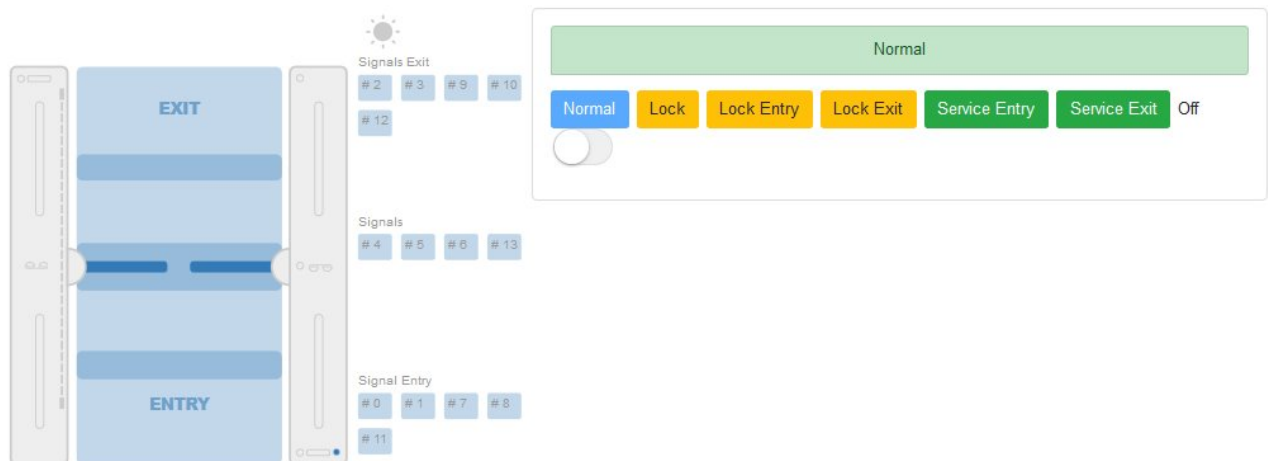 EXIT
ENTRY
Signals Exit
# 2 # 3 # 9 # 10
# 12
Signals
# 4 # 5 # 6 # 13
Signal Entry
# 0 # 1 # 7 # 8
# 11
Normal
Normal Lock Lock Entry Lock Exit Service Entry Service Exit Off